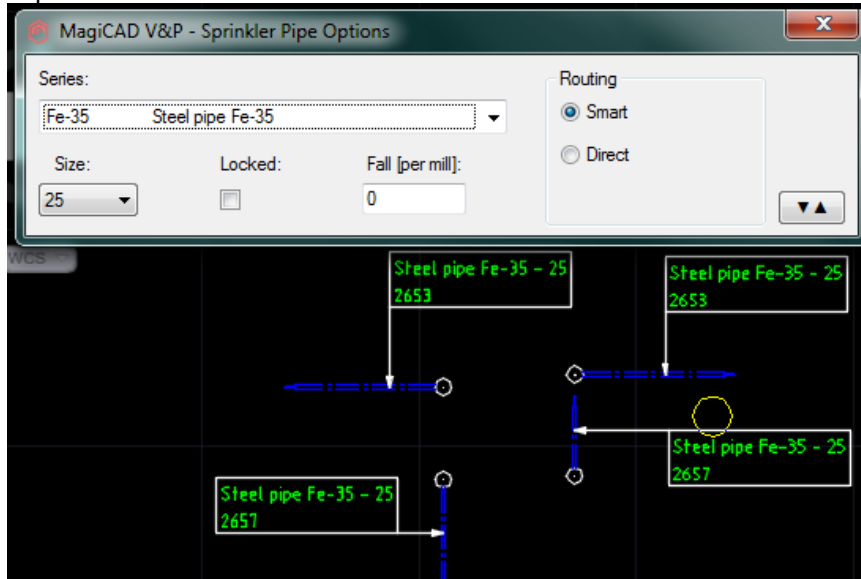 MagiCAD V&P - Sprinkler Pipe Options
Series:
Routing
Fe-35 Steel pipe Fe-35
Smart
Direct
Size:
Locked:
Fall [per mill]:
25
0
WCS
Steel pipe Fe-35 - 25
2653
Steel pipe Fe-35 - 25
2653
Steel pipe Fe-35 - 25
2657
Steel pipe Fe-35 - 25
2657